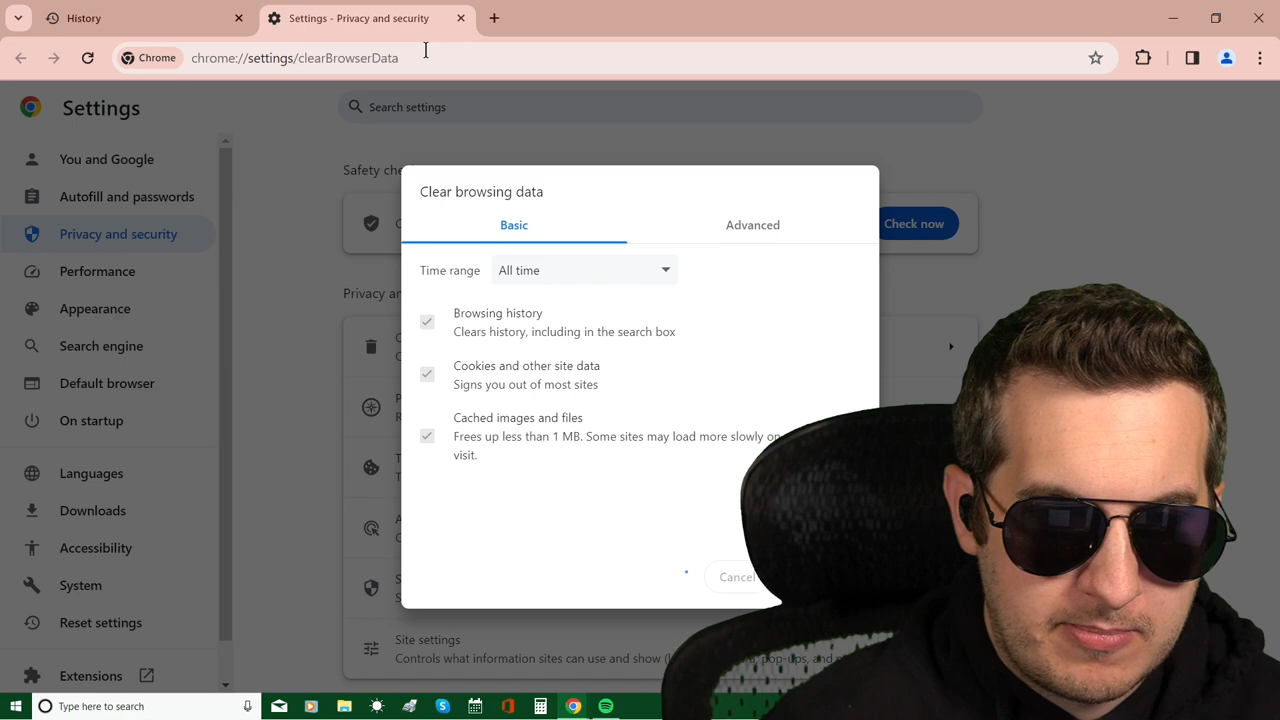 History
Settings - Privacy and security
Chrome
chrome://settings/clearBrowserData
Settings
Search settings
You and Google
Autofill and passwords
Privacy and security
Performance
Appearance
Search engine
Default browser
On startup
Languages
Downloads
Accessibility
System
Reset settings
Extensions
Safety che
Check now
Privacy an
Clear browsing data
Basic
Advanced
Time range
All time
Browsing history
Clears history, including in the search box
Cookies and other site data
Signs you out of most sites
Cached images and files
Frees up less than 1 MB. Some sites may load more slowly on
visit.
Cancel
Site settings
Controls what information sites can use and show (l pop-ups, and
Type here to search